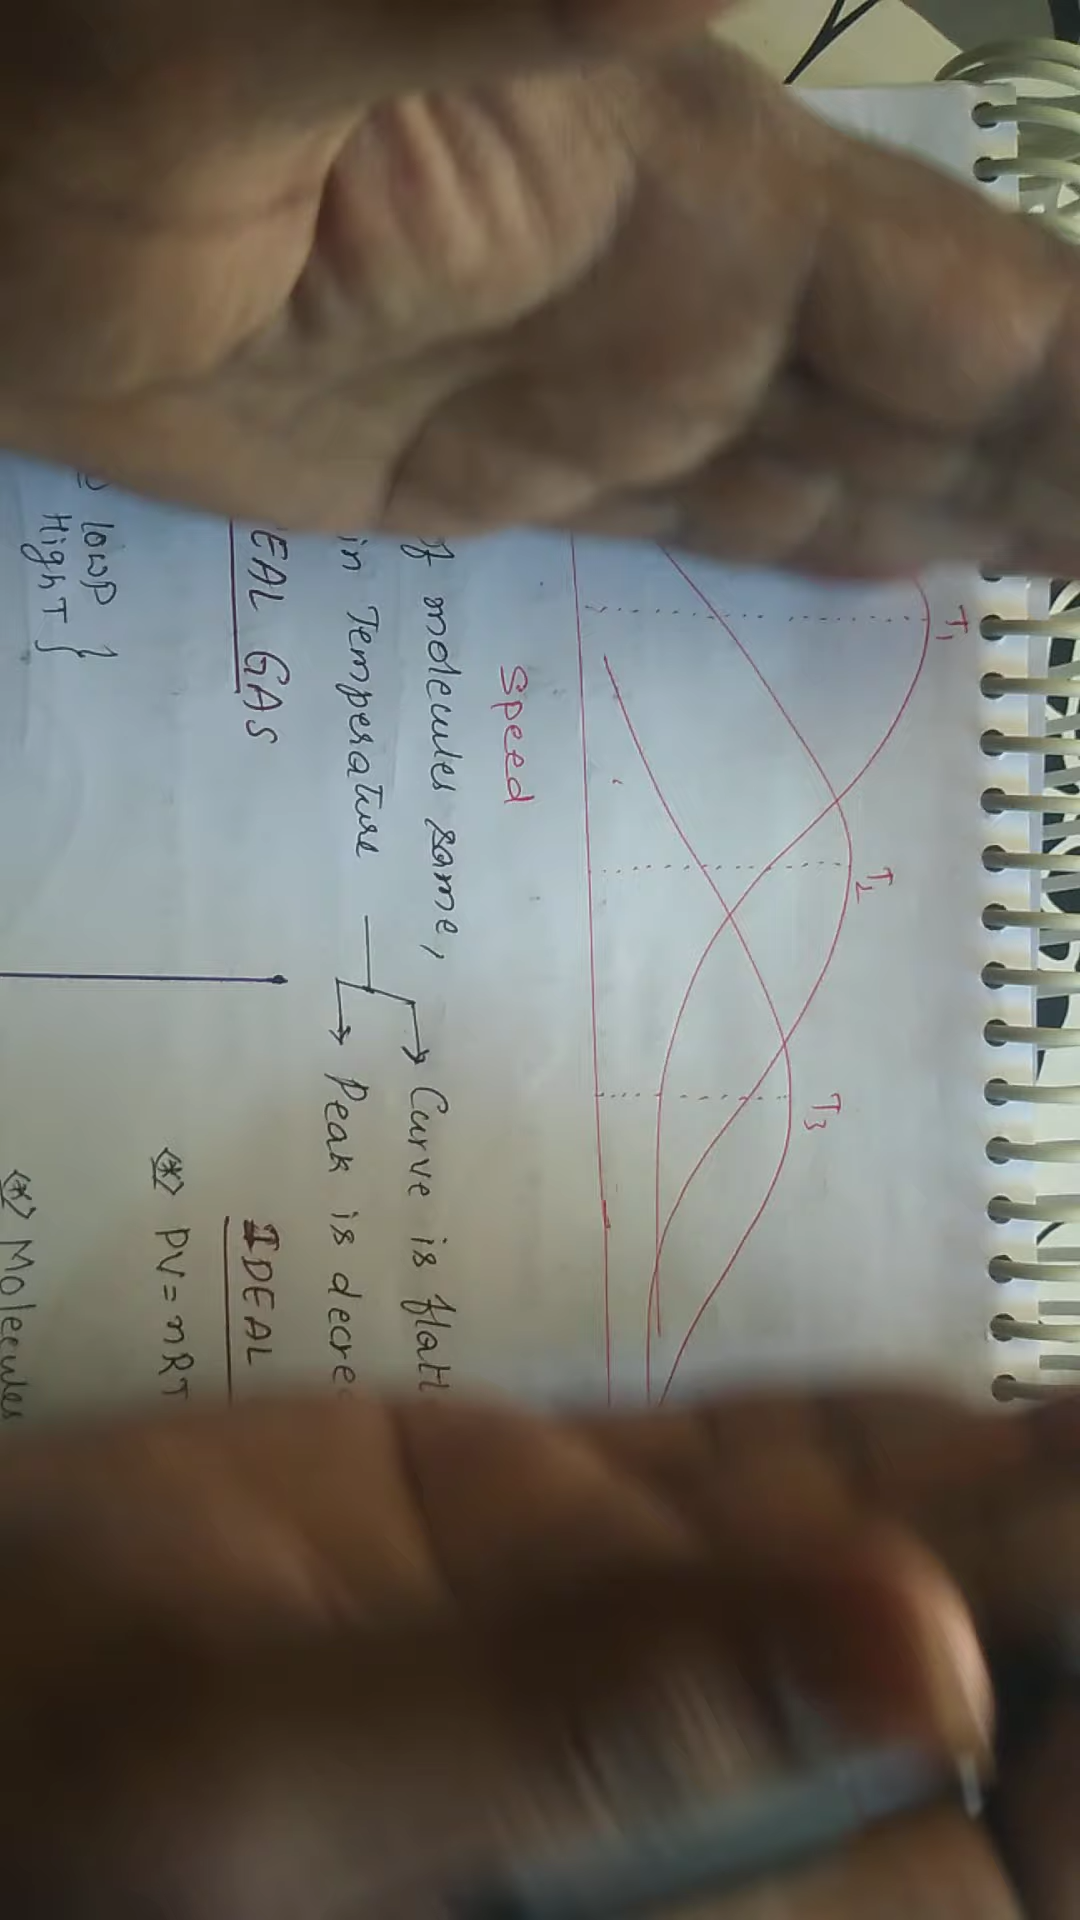 T₁
T₂
T₃
Speed
f molecules same,
in Temperature → Curve is flatt
→ Peak is decre
EAL GAS
IDEAL
low P
High T }
<*> PV = nRT
<*> Molecules